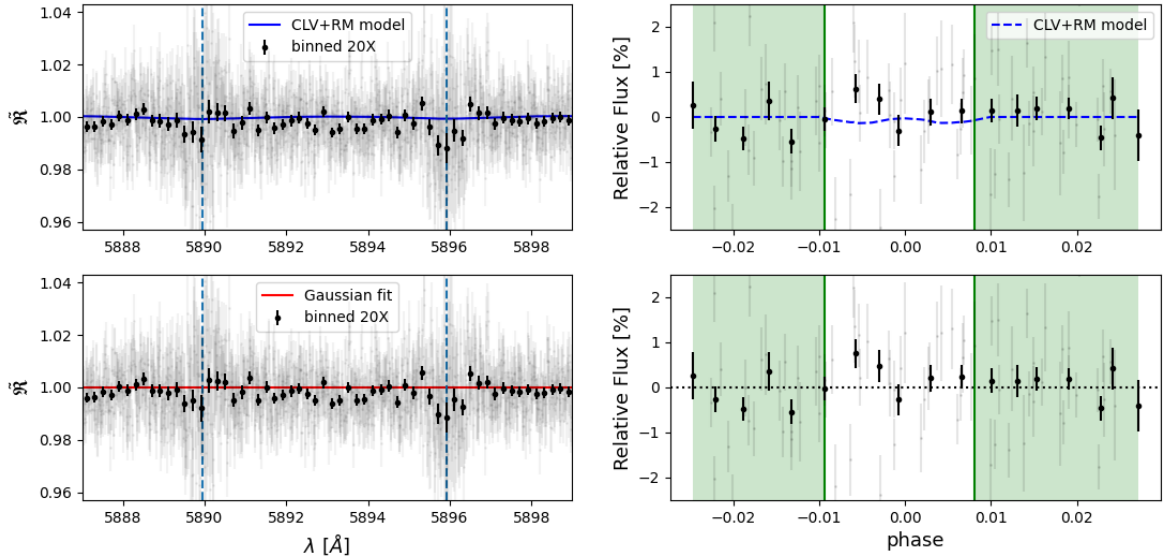 1.04
1.02
1.00
0.98
0.96
CLV+RM model
binned 20X
5888 5890 5892 5894 5896 5898
ℜ̃
2
1
0
−1
−2
CLV+RM model
−0.02 −0.01 0.00 0.01 0.02
Relative Flux [%]
1.04
1.02
1.00
0.98
0.96
Gaussian fit
binned 20X
5888 5890 5892 5894 5896 5898
ℜ̃
λ [Å]
2
1
0
−1
−2
−0.02 −0.01 0.00 0.01 0.02
Relative Flux [%]
phase